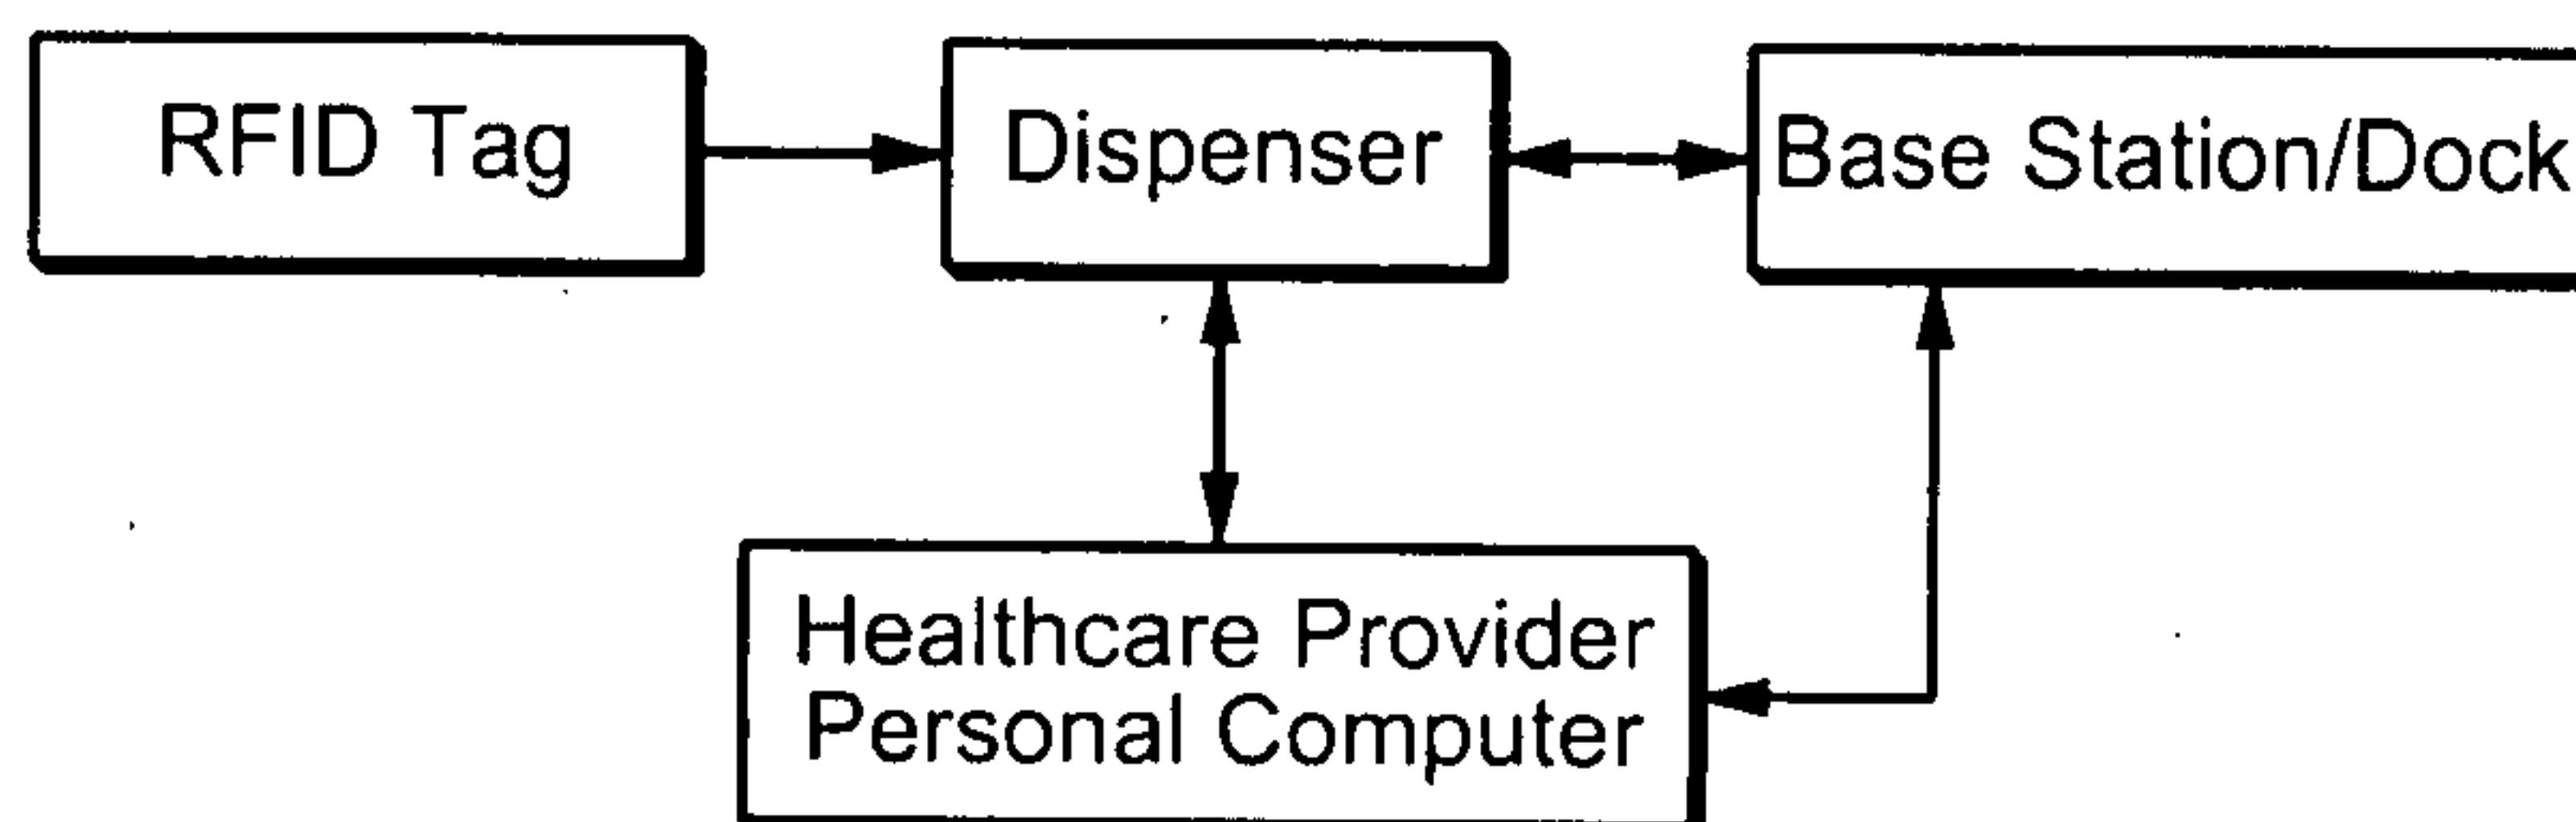 RFID Tag
Dispenser
Base Station/Dock
Healthcare Provider
Personal Computer